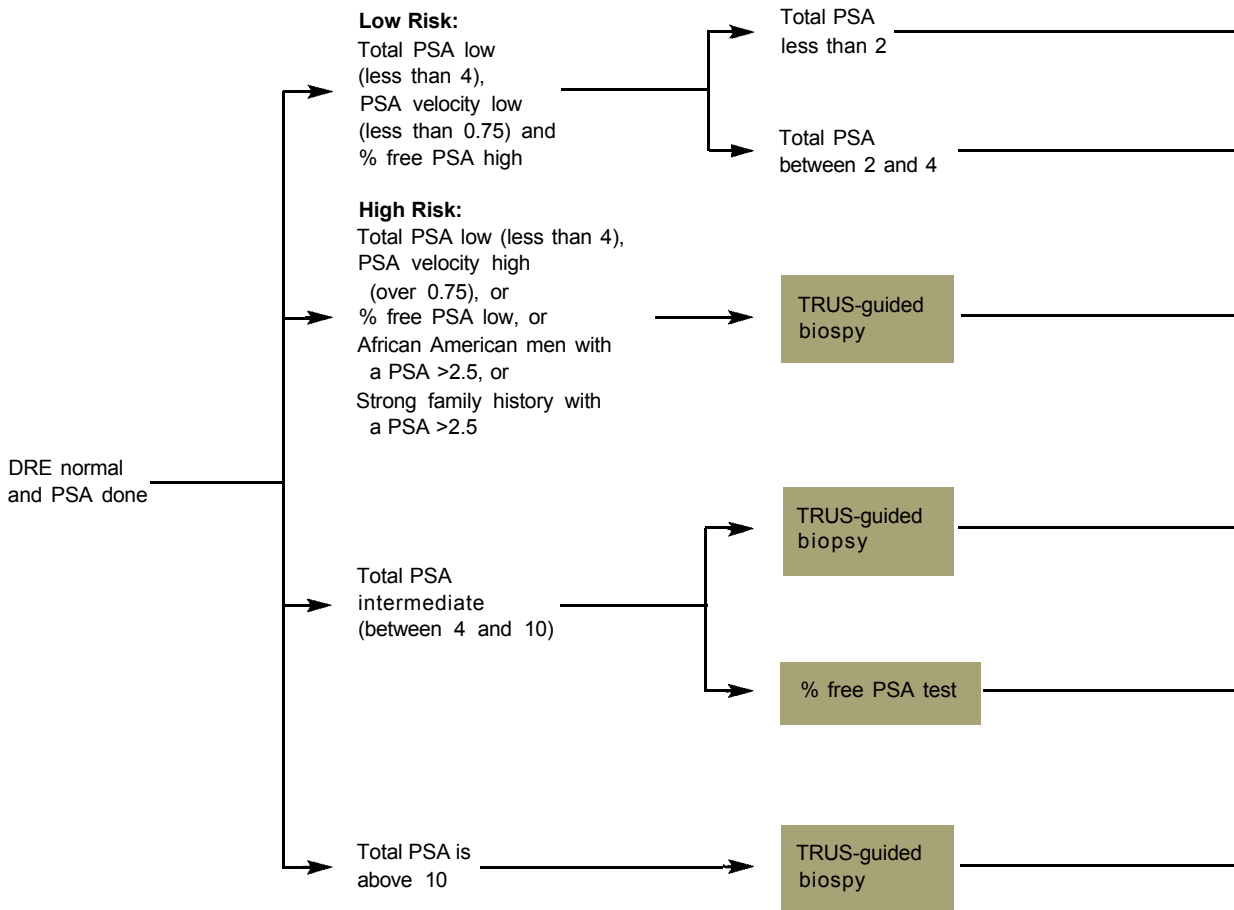 DRE normal
and PSA done
Low Risk:
Total PSA low
(less than 4),
PSA velocity low
(less than 0.75) and
% free PSA high
Total PSA
less than 2
Total PSA
between 2 and 4
High Risk:
Total PSA low (less than 4),
PSA velocity high
(over 0.75), or
% free PSA low, or
African American men with
a PSA >2.5, or
Strong family history with
a PSA >2.5
TRUS-guided
biospy
Total PSA
intermediate
(between 4 and 10)
TRUS-guided
biopsy
% free PSA test
Total PSA is
above 10
TRUS-guided
biospy